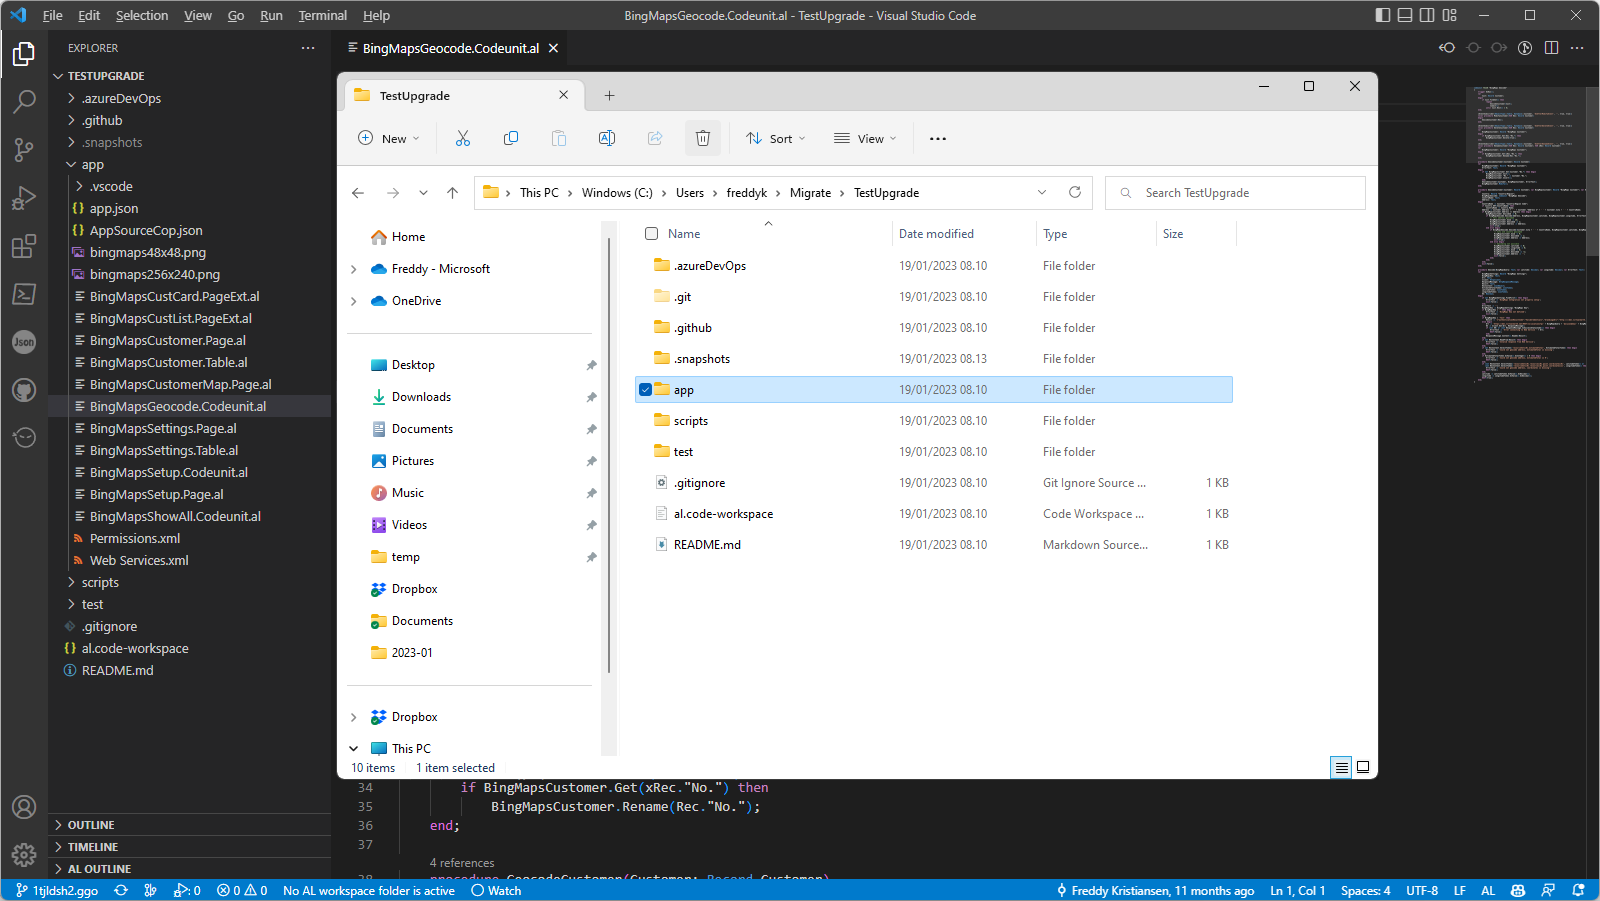 File Edit Selection View Go Run Terminal Help
BingMapsGeocode.Codeunit.al - TestUpgrade - Visual Studio Code
EXPLORER
TESTUPGRADE
.azureDevOps
.github
.snapshots
app
.vscode
app.json
AppSourceCop.json
bingmaps48x48.png
bingmaps256x240.png
BingMapsCustCard.PageExt.al
BingMapsCustList.PageExt.al
BingMapsCustomer.Page.al
BingMapsCustomer.Table.al
BingMapsCustomerMap.Page.al
BingMapsGeocode.Codeunit.al
BingMapsSettings.Page.al
BingMapsSettings.Table.al
BingMapsSetup.Codeunit.al
BingMapsSetup.Page.al
BingMapsShowAll.Codeunit.al
Permissions.xml
Web Services.xml
scripts
test
.gitignore
al.code-workspace
README.md
Json
OUTLINE
TIMELINE
AL OUTLINE
BingMapsGeocode.Codeunit.al
TestUpgrade
New Sort View
This PC Windows (C:) Users freddyk Migrate TestUpgrade
Search TestUpgrade
Home
Freddy - Microsoft
OneDrive
Desktop
Downloads
Documents
Pictures
Music
Videos
temp
Dropbox
Documents
2023-01
Dropbox
This PC
Name Date modified Type Size
.azureDevOps 19/01/2023 08.10 File folder
.git 19/01/2023 08.10 File folder
.github 19/01/2023 08.10 File folder
.snapshots 19/01/2023 08.13 File folder
app 19/01/2023 08.10 File folder
scripts 19/01/2023 08.10 File folder
test 19/01/2023 08.10 File folder
.gitignore 19/01/2023 08.10 Git Ignore Source ... 1 KB
al.code-workspace 19/01/2023 08.10 Code Workspace ... 1 KB
README.md 19/01/2023 08.10 Markdown Source... 1 KB
10 items 1 item selected
34 if BingMapsCustomer.Get(xRec."No.") then
35 BingMapsCustomer.Rename(Rec."No.");
36 end;
37
4 references
38 procedure GeocodeCustomer(Customer: Record Customer)
1tjldsh2.ggo 0 0 0 No AL workspace folder is active Watch
Freddy Kristiansen, 11 months ago Ln 1, Col 1 Spaces: 4 UTF-8 LF AL